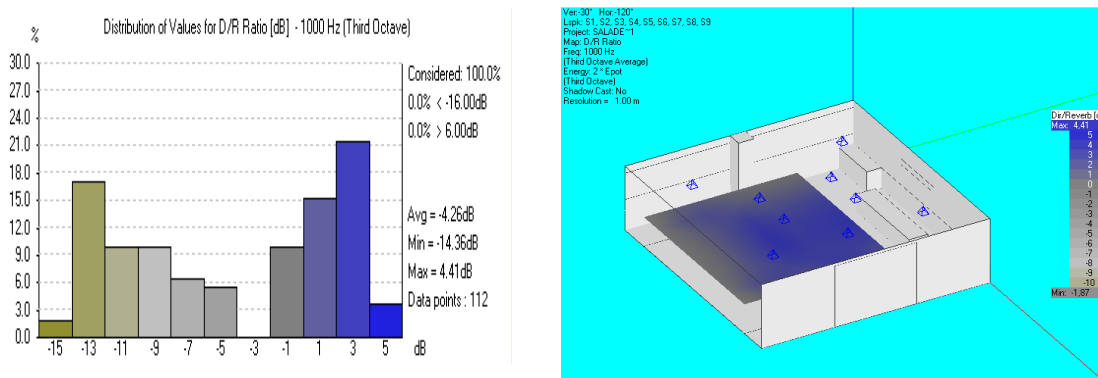 Distribution of Values for D/R Ratio [dB] - 1000 Hz (Third Octave)
%
30.0
27.0
24.0
21.0
18.0
15.0
12.0
9.0
6.0
3.0
0.0
-15 -13 -11 -9 -7 -5 -3 -1 1 3 5 dB
Considered: 100.0%
0.0% < -16.00dB
0.0% > 6.00dB
Avg = -4.26dB
Min = -14.36dB
Max = 4.41dB
Data points : 112
Ver:-30° Hor:-120°
Lspk: S1, S2, S3, S4, S5, S6, S7, S8, S9
Project: SALADE~1
Map: D/R Ratio
Freq: 1000 Hz
(Third Octave Average)
Energy: 2 * Epot
(Third Octave)
Shadow Cast: No
Resolution = 1.00 m
Dir/Reverb
Max: 4,41
5
4
3
2
1
0
-1
-2
-3
-4
-5
-6
-7
-8
-9
-10
Min: -1,87